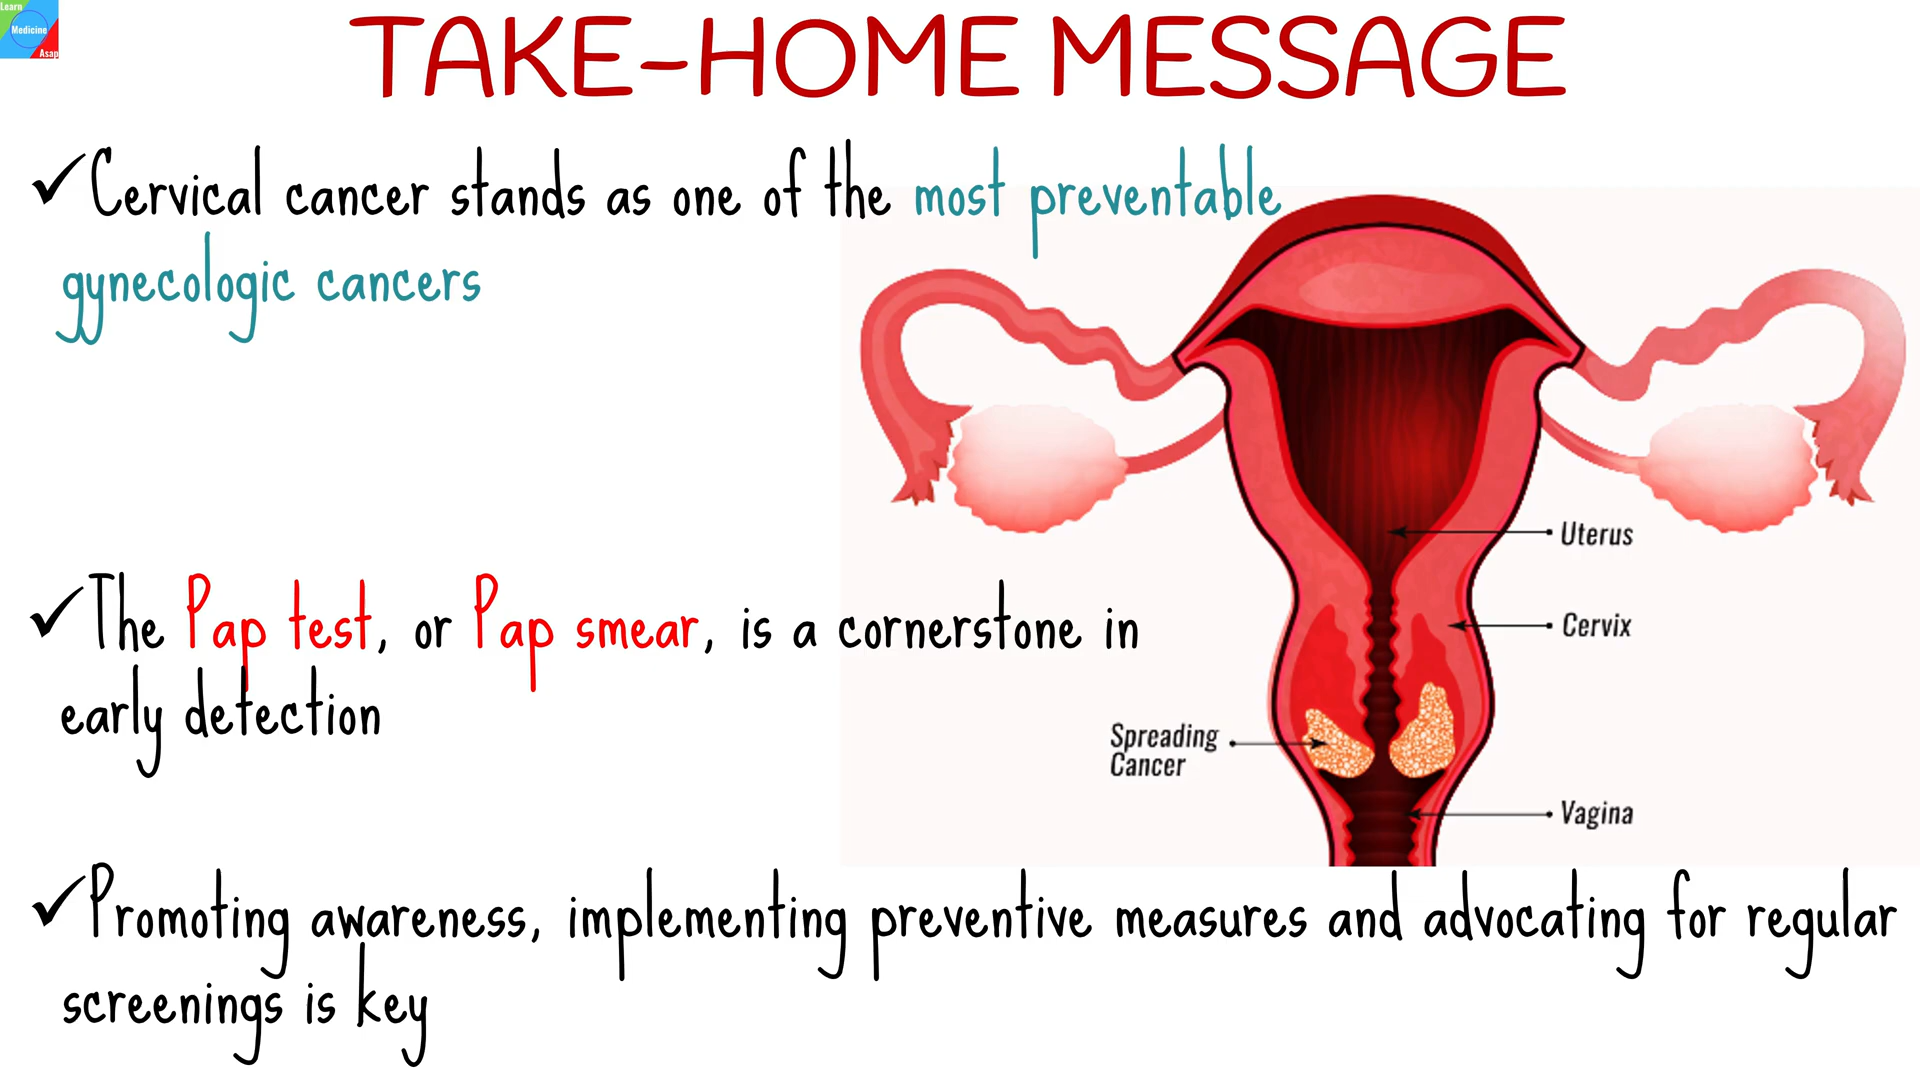 Learn
Medicine
Asap
TAKE-HOME MESSAGE
✓Cervical cancer stands as one of the most preventable
gynecologic cancers
Uterus
✓The Pap test, or Pap smear, is a cornerstone in
early detection
Cervix
Spreading
Cancer
Vagina
✓Promoting awareness, implementing preventive measures and advocating for regular
screenings is key